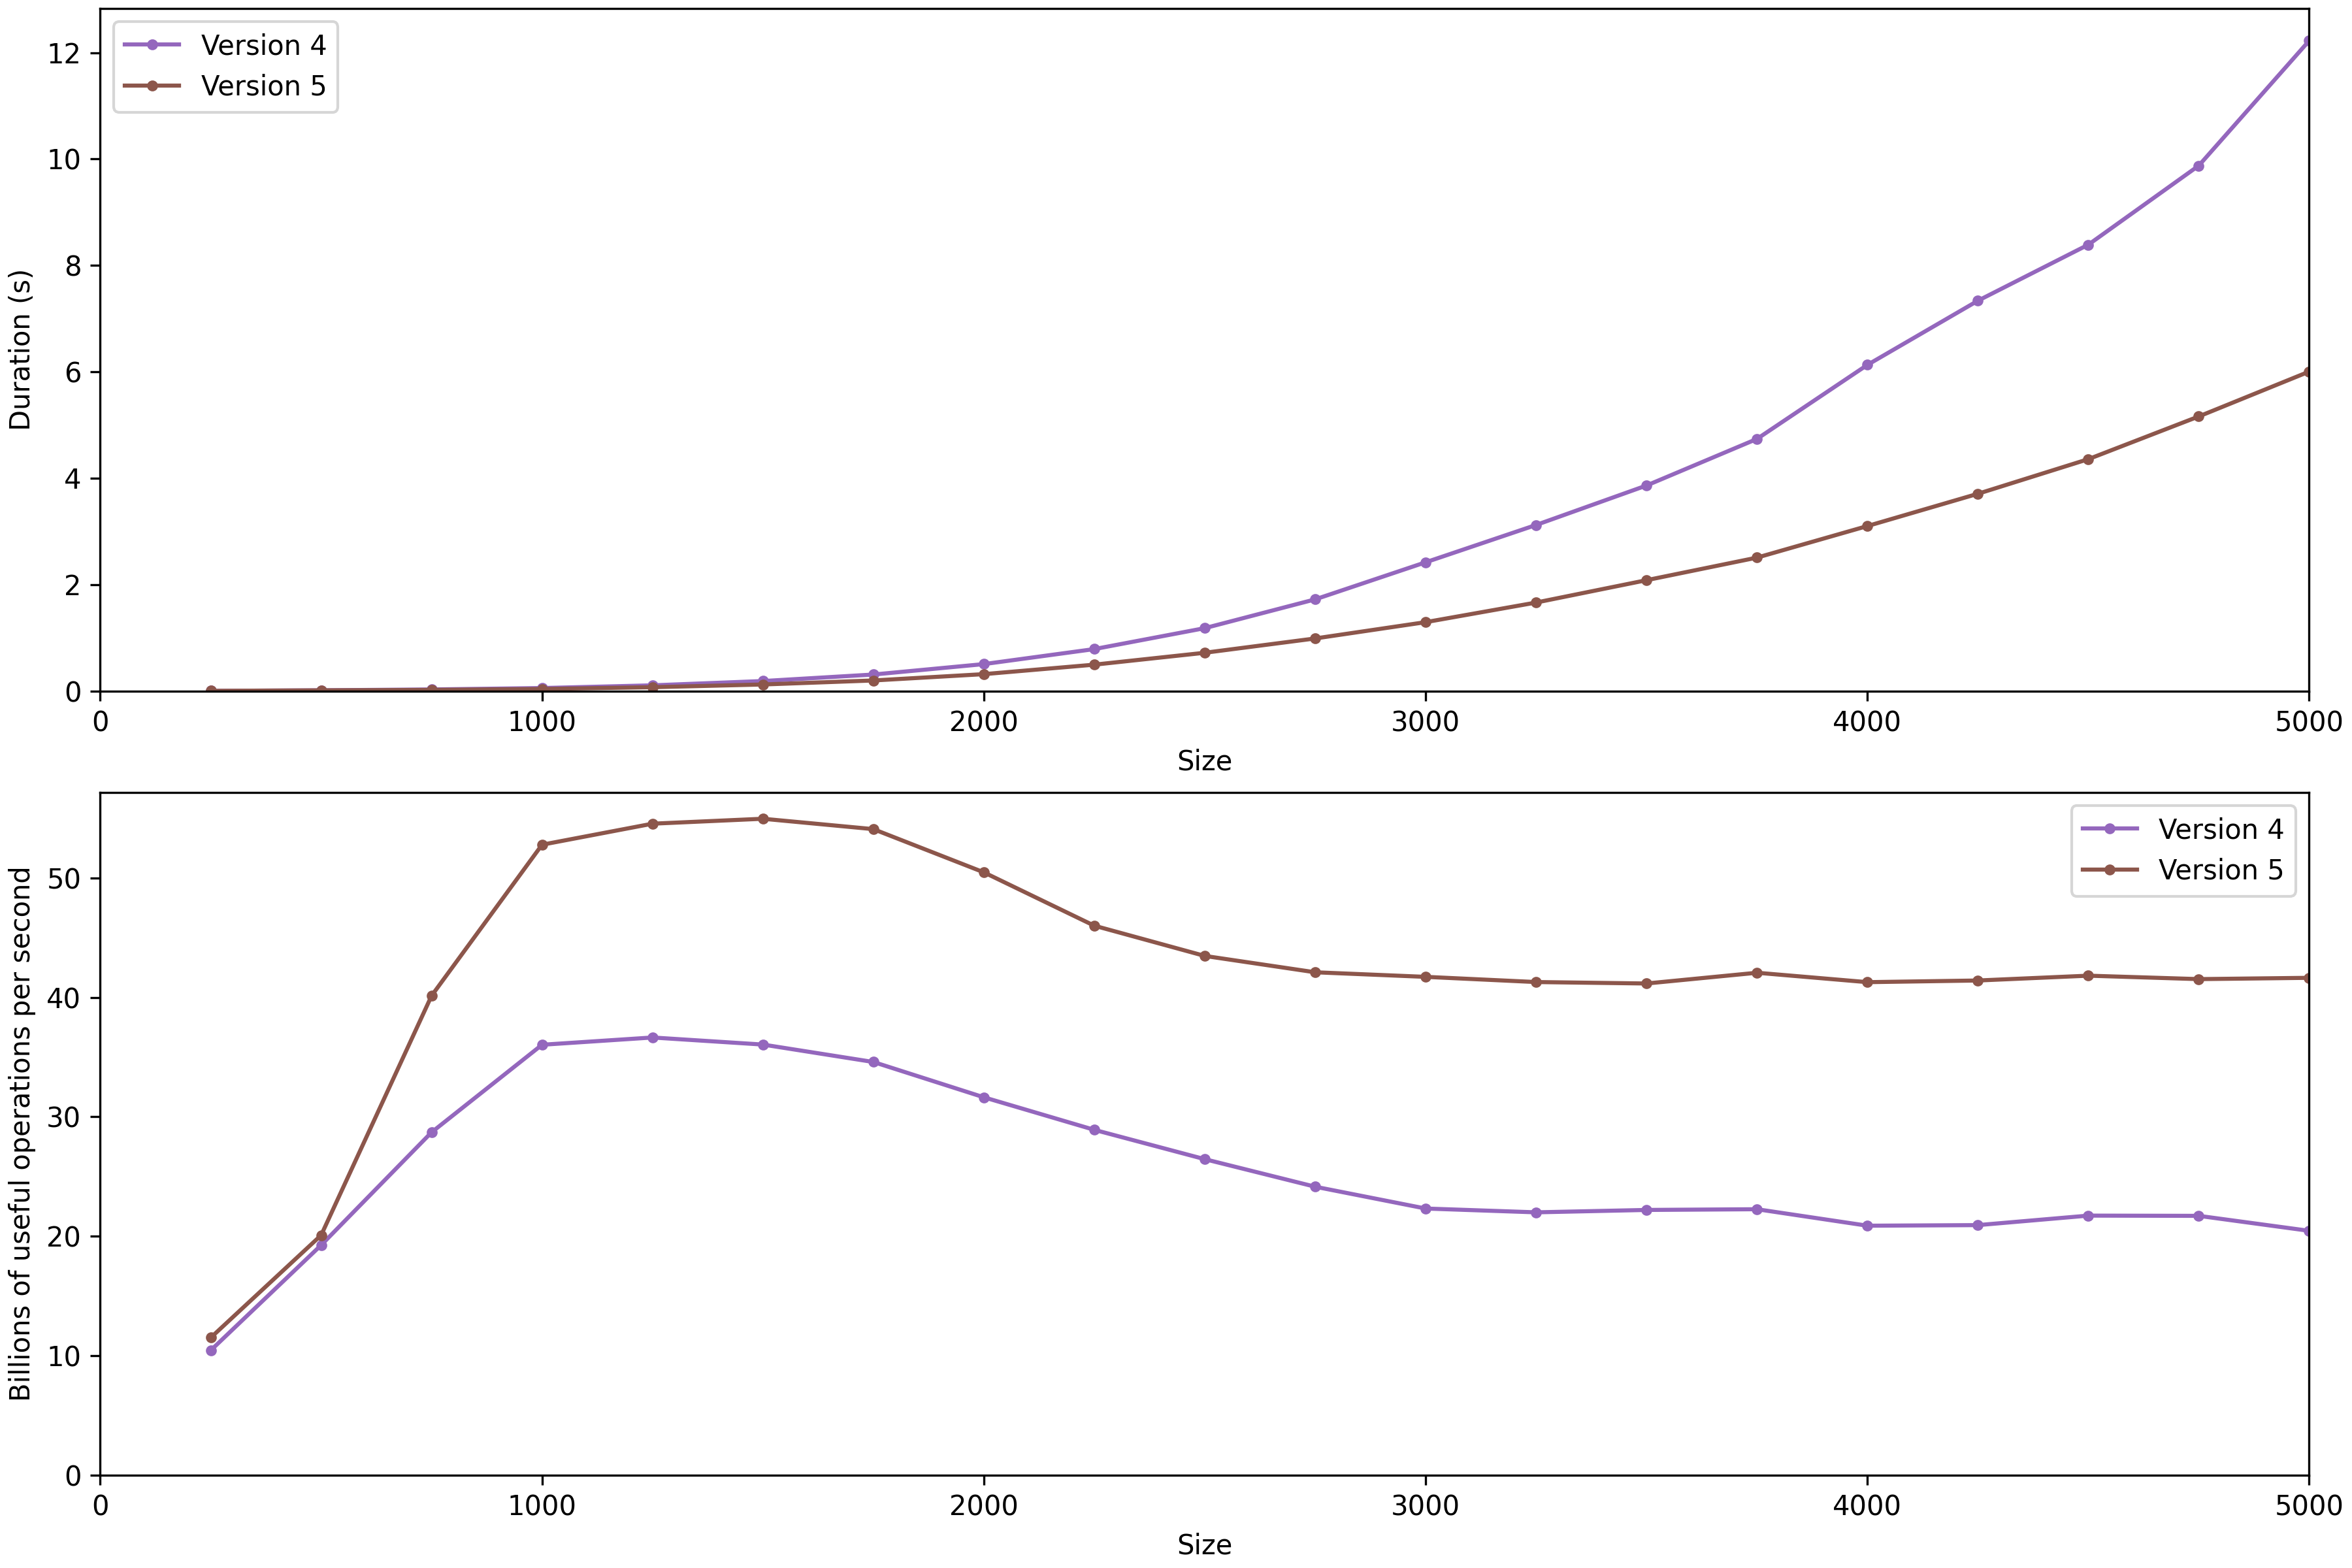 12
10
8
6
4
2
0
Duration (s)
Version 4
Version 5
0 1000 2000 3000 4000 5000
Size
50
40
30
20
10
0
Billions of useful operations per second
Version 4
Version 5
0 1000 2000 3000 4000 5000
Size